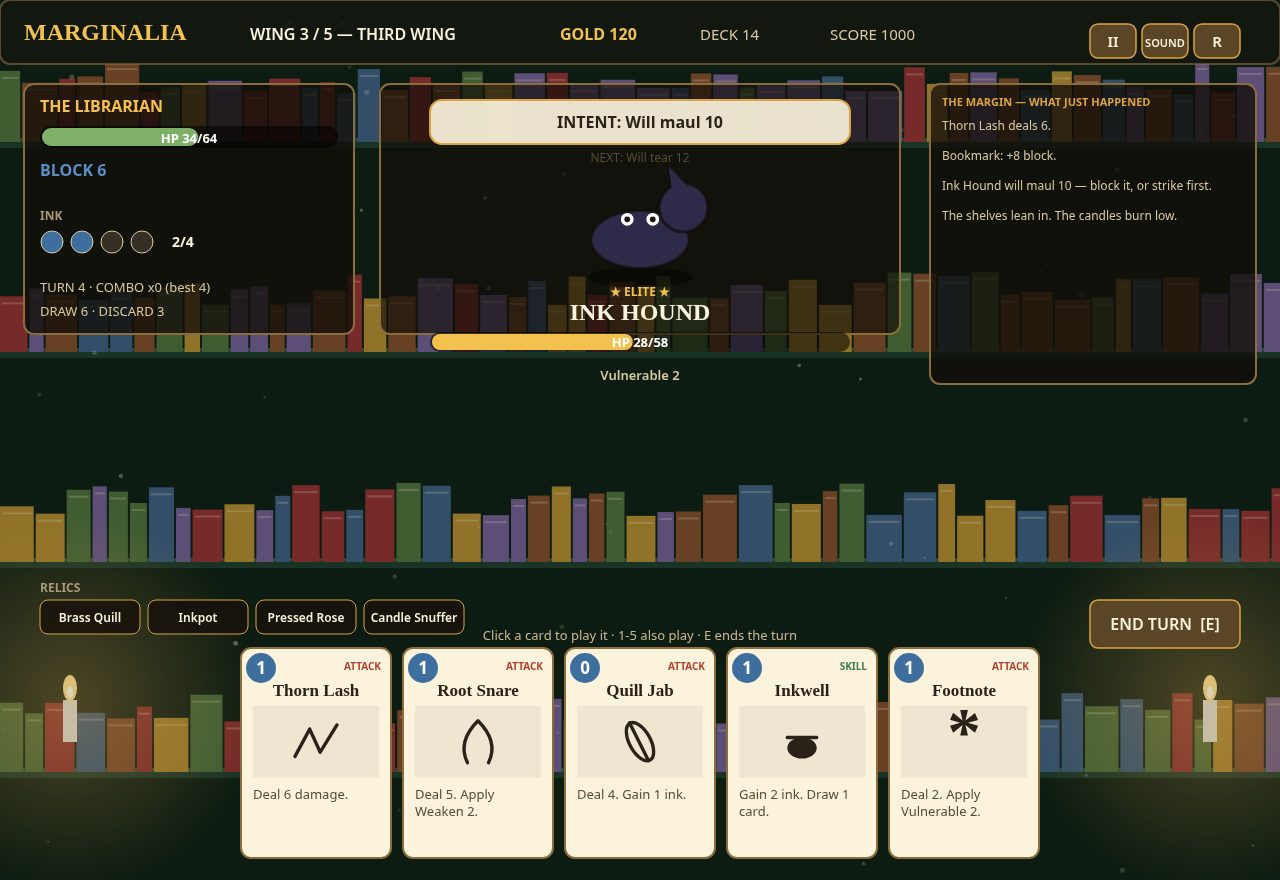 MARGINALIA
WING 3 / 5 — THIRD WING
GOLD 120
DECK 14
SCORE 1000
II
SOUND
R
THE LIBRARIAN
HP 34/64
BLOCK 6
INK
2/4
TURN 4 · COMBO x0 (best 4)
DRAW 6 · DISCARD 3
INTENT: Will maul 10
NEXT: Will tear 12
★ ELITE ★
INK HOUND
HP 28/58
Vulnerable 2
THE MARGIN — WHAT JUST HAPPENED
Thorn Lash deals 6.
Bookmark: +8 block.
Ink Hound will maul 10 — block it, or strike first.
The shelves lean in. The candles burn low.
RELICS
Brass Quill
Inkpot
Pressed Rose
Candle Snuffer
Click a card to play it · 1-5 also play · E ends the turn
END TURN [E]
1
ATTACK
Thorn Lash
Deal 6 damage.
1
ATTACK
Root Snare
Deal 5. Apply
Weaken 2.
0
ATTACK
Quill Jab
Deal 4. Gain 1 ink.
1
SKILL
Inkwell
Gain 2 ink. Draw 1
card.
1
ATTACK
Footnote
*
Deal 2. Apply
Vulnerable 2.